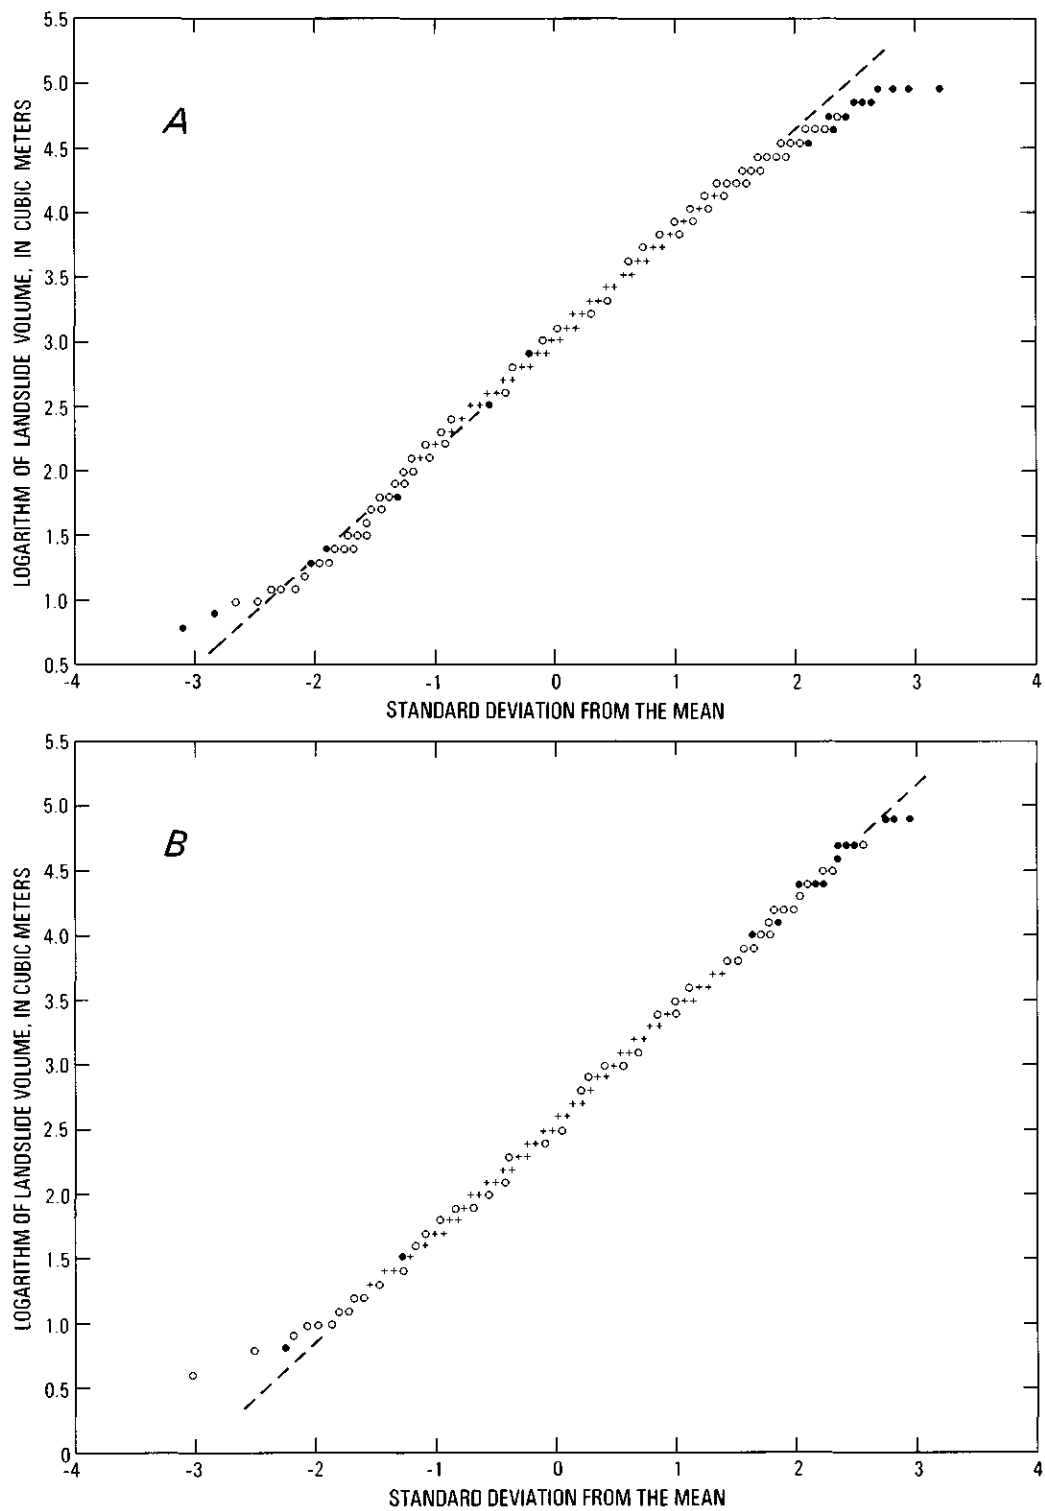 5.5
5.0
A
4.5
4.0
3.5
3.0
2.5
2.0
1.5
1.0
0.5
LOGARITHM OF LANDSLIDE VOLUME, IN CUBIC METERS
-4 -3 -2 -1 0 1 2 3 4
STANDARD DEVIATION FROM THE MEAN
5.5
5.0
B
4.5
4.0
3.5
3.0
2.5
2.0
1.5
1.0
0.5
0
LOGARITHM OF LANDSLIDE VOLUME, IN CUBIC METERS
-4 -3 -2 -1 0 1 2 3 4
STANDARD DEVIATION FROM THE MEAN